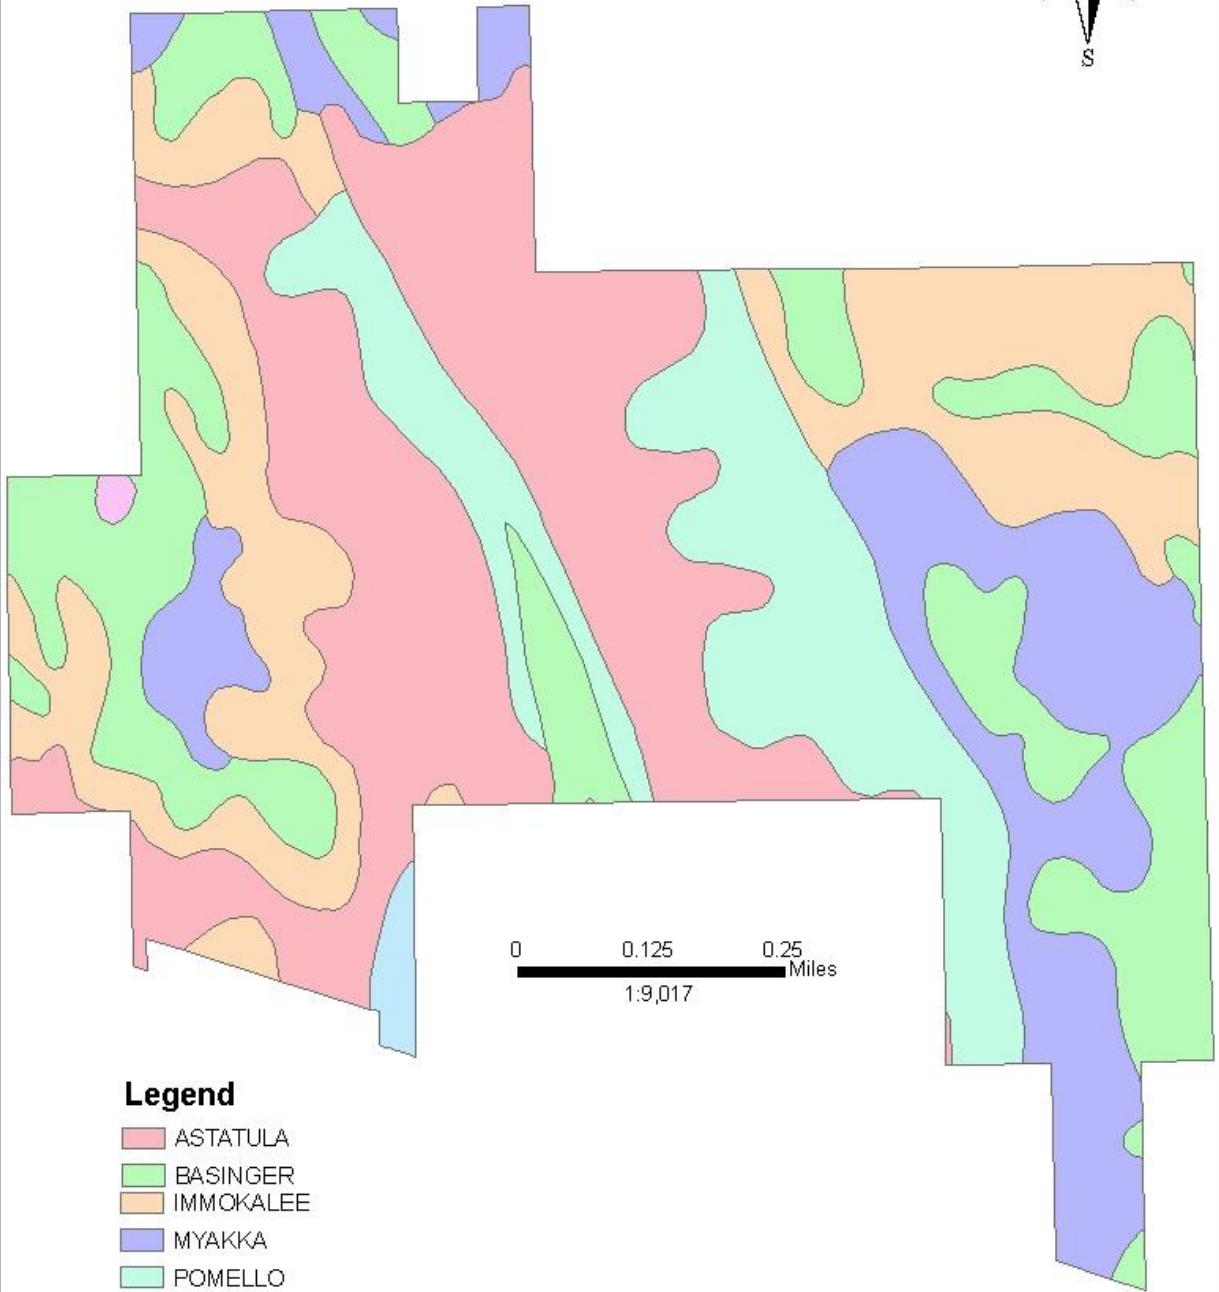 S
0 0.125 0.25
Miles
1:9,017
Legend
ASTATULA
BASINGER
IMMOKALEE
MYAKKA
POMELLO